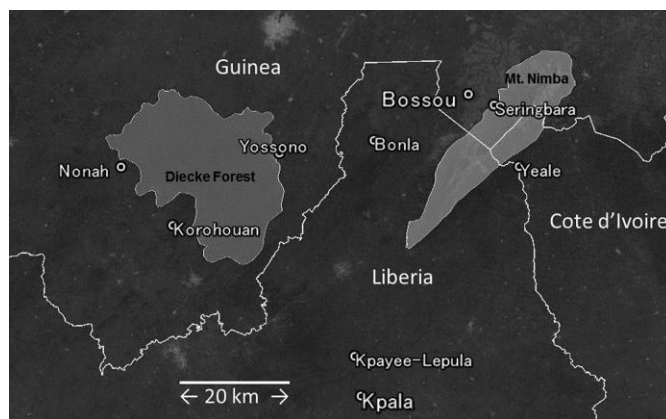 Guinea
Mt. Nimba
Bossou
Seringbara
Yossono
Bonla
Nonah
Diecke Forest
Yeale
Korohouan
Cote d'Ivoire
Liberia
Kpayee-Lepula
← 20 km →
Kpala